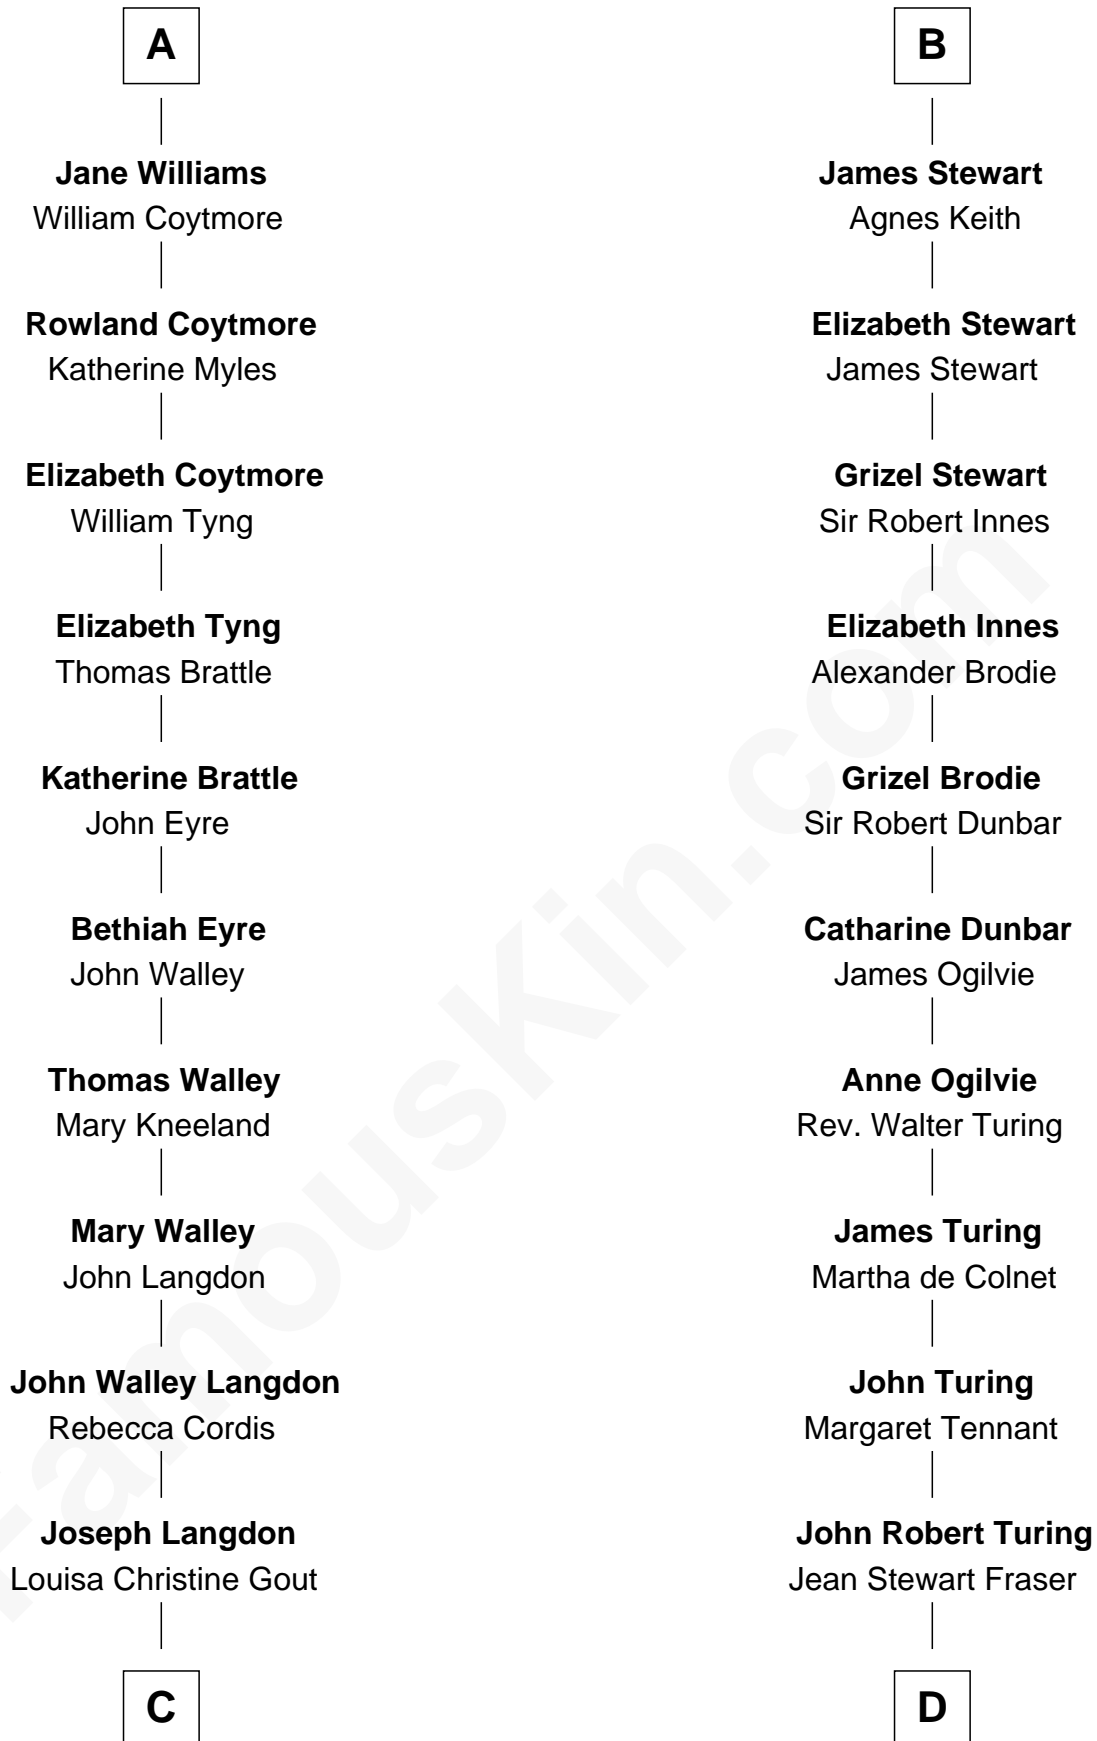 A
Jane Williams
William Coytmore
Rowland Coytmore
Katherine Myles
Elizabeth Coytmore
William Tyng
Elizabeth Tyng
Thomas Brattle
Katherine Brattle
John Eyre
Bethiah Eyre
John Walley
Thomas Walley
Mary Kneeland
Mary Walley
John Langdon
John Walley Langdon
Rebecca Cordis
Joseph Langdon
Louisa Christine Gout
C
B
James Stewart
Agnes Keith
Elizabeth Stewart
James Stewart
Grizel Stewart
Sir Robert Innes
Elizabeth Innes
Alexander Brodie
Grizel Brodie
Sir Robert Dunbar
Catharine Dunbar
James Ogilvie
Anne Ogilvie
Rev. Walter Turing
James Turing
Martha de Colnet
John Turing
Margaret Tennant
John Robert Turing
Jean Stewart Fraser
D
FamousKin.com